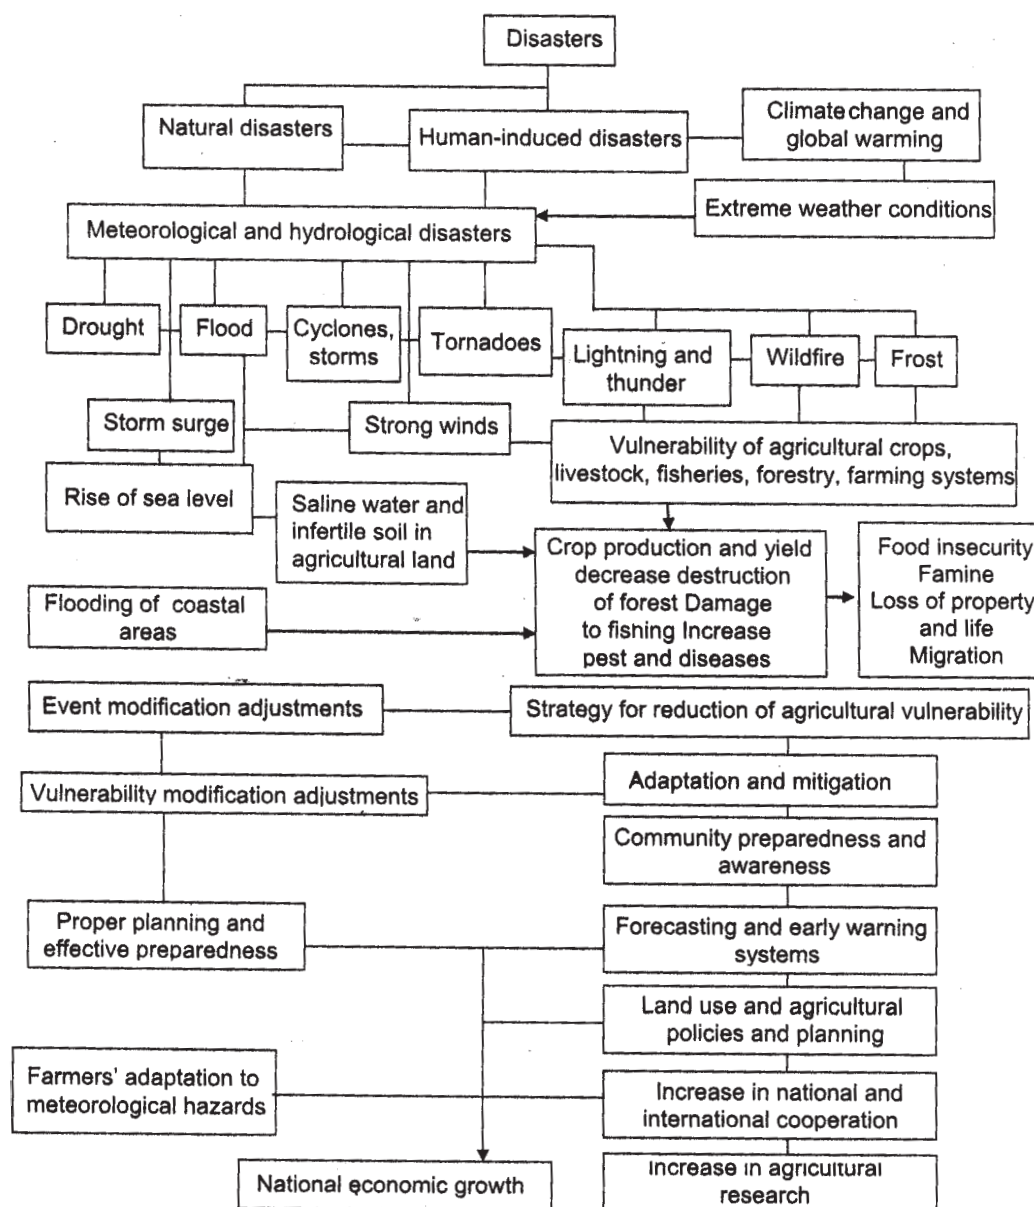 Disasters
Natural disasters
Human-induced disasters
Climate change and
global warming
Extreme weather conditions
Meteorological and hydrological disasters
Drought
Flood
Cyclones,
storms
Tornadoes
Lightning and
thunder
Wildfire
Frost
Storm surge
Strong winds
Vulnerability of agricultural crops,
livestock, fisheries, forestry, farming systems
Rise of sea level
Saline water and
infertile soil in
agricultural land
Crop production and yield
decrease destruction
of forest Damage
to fishing Increase
pest and diseases
Food insecurity
Famine
Loss of property
and life
Migration
Flooding of coastal
areas
Event modification adjustments
Strategy for reduction of agricultural vulnerability
Vulnerability modification adjustments
Adaptation and mitigation
Community preparedness and
awareness
Proper planning and
effective preparedness
Forecasting and early warning
systems
Land use and agricultural
policies and planning
Farmers' adaptation to
meteorological hazards
Increase in national and
international cooperation
National economic growth
Increase in agricultural
research